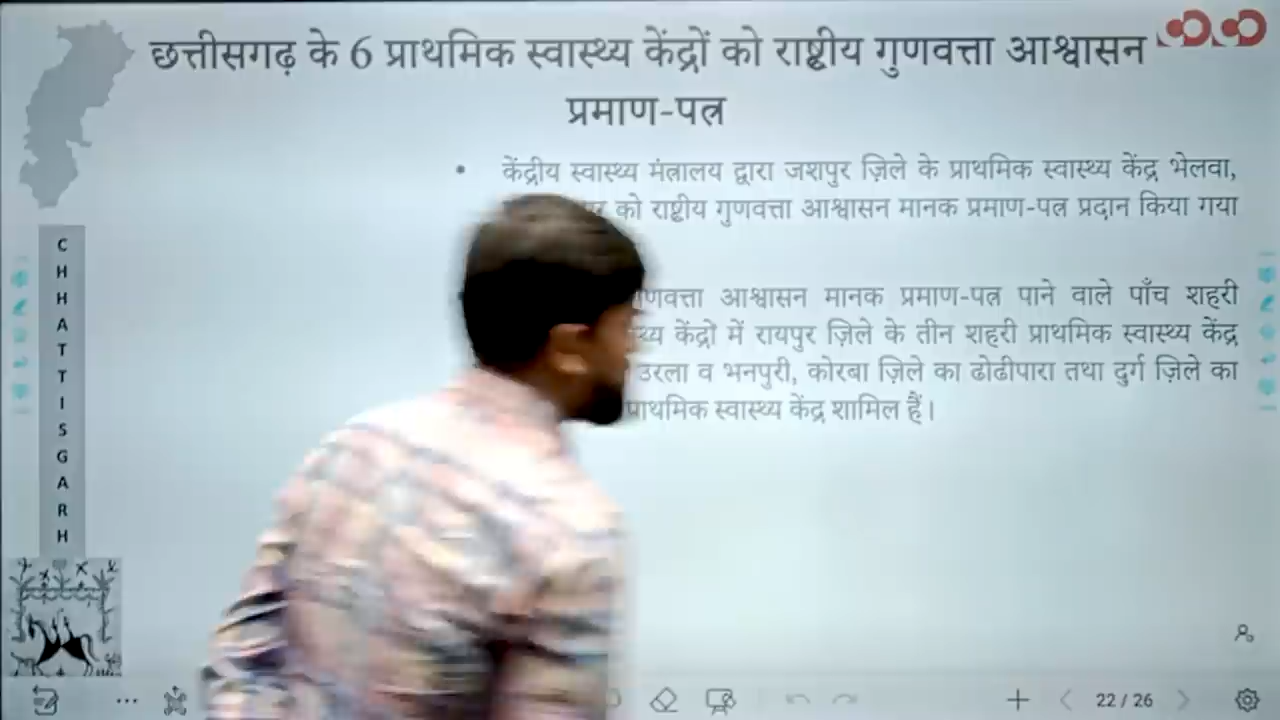 छत्तीसगढ़ के 6 प्राथमिक स्वास्थ्य केंद्रों को राष्ट्रीय गुणवत्ता आश्वासन
प्रमाण-पत्र
• केंद्रीय स्वास्थ्य मंत्रालय द्वारा जशपुर ज़िले के प्राथमिक स्वास्थ्य केंद्र भेलवा,
को राष्ट्रीय गुणवत्ता आश्वासन मानक प्रमाण-पत्र प्रदान किया गया
आश्वासन मानक प्रमाण-पत्र पाने वाले पाँच शहरी
केंद्रो में रायपुर ज़िले के तीन शहरी प्राथमिक स्वास्थ्य केंद्र
उरला व भनपुरी, कोरबा ज़िले का ढोढीपारा तथा दुर्ग ज़िले का
प्राथमिक स्वास्थ्य केंद्र शामिल हैं।
C
H
H
A
T
T
I
S
G
A
R
H
22 / 26